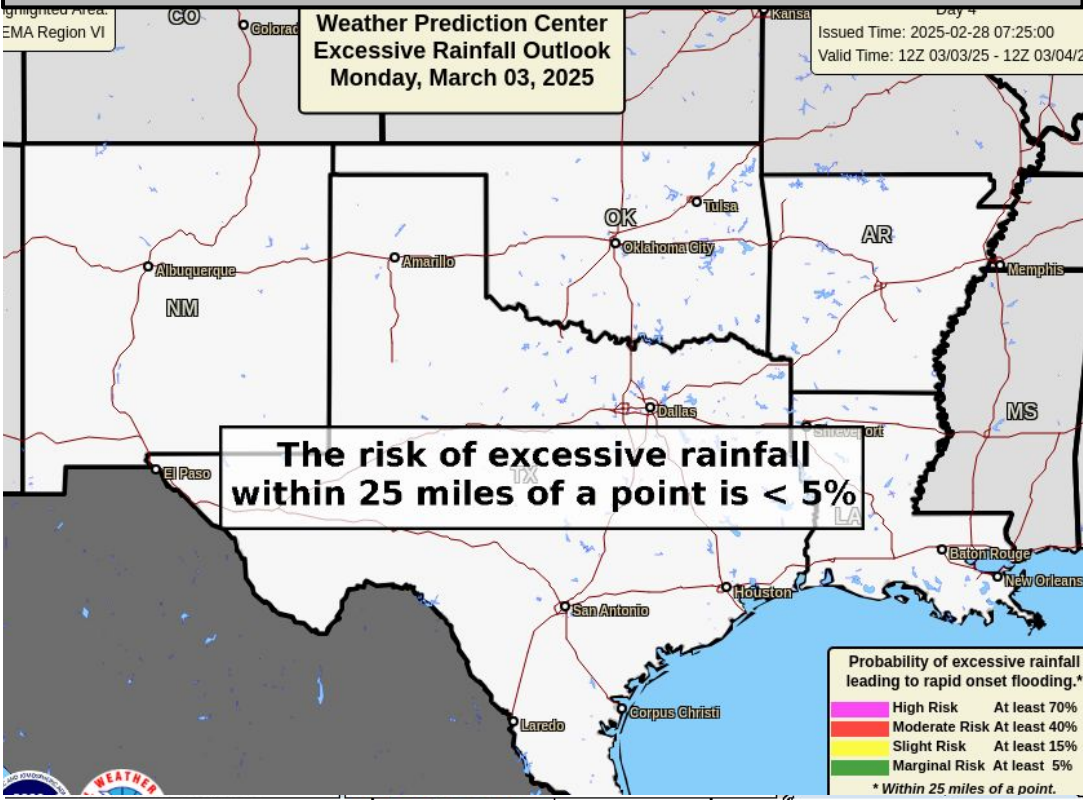 EMA Region VI
Weather Prediction Center
Excessive Rainfall Outlook
Monday, March 03, 2025
Day 4
Issued Time: 2025-02-28 07:25:00
Valid Time: 12Z 03/03/25 - 12Z 03/04/2
CO
Colorad
Kansa
Tulsa
OK
Oklahoma City
AR
Albuquerque
Amarillo
Memphis
NM
Dallas
MS
Shreveport
The risk of excessive rainfall
within 25 miles of a point is < 5%
El Paso
TX
LA
Baton Rouge
New Orleans
Houston
San Antonio
Corpus Christi
Laredo
Probability of excessive rainfall
leading to rapid onset flooding.*
High Risk At least 70%
Moderate Risk At least 40%
Slight Risk At least 15%
Marginal Risk At least 5%
* Within 25 miles of a point.
WEATHER